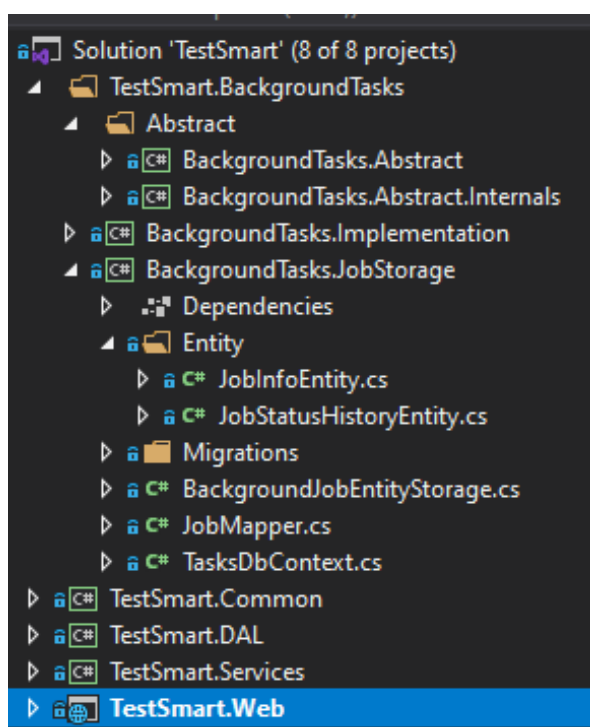 Solution 'TestSmart' (8 of 8 projects)
TestSmart.BackgroundTasks
Abstract
C# BackgroundTasks.Abstract
C# BackgroundTasks.Abstract.Internals
C# BackgroundTasks.Implementation
C# BackgroundTasks.JobStorage
Dependencies
Entity
C# JobInfoEntity.cs
C# JobStatusHistoryEntity.cs
Migrations
C# BackgroundJobEntityStorage.cs
C# JobMapper.cs
C# TasksDbContext.cs
C# TestSmart.Common
C# TestSmart.DAL
C# TestSmart.Services
TestSmart.Web